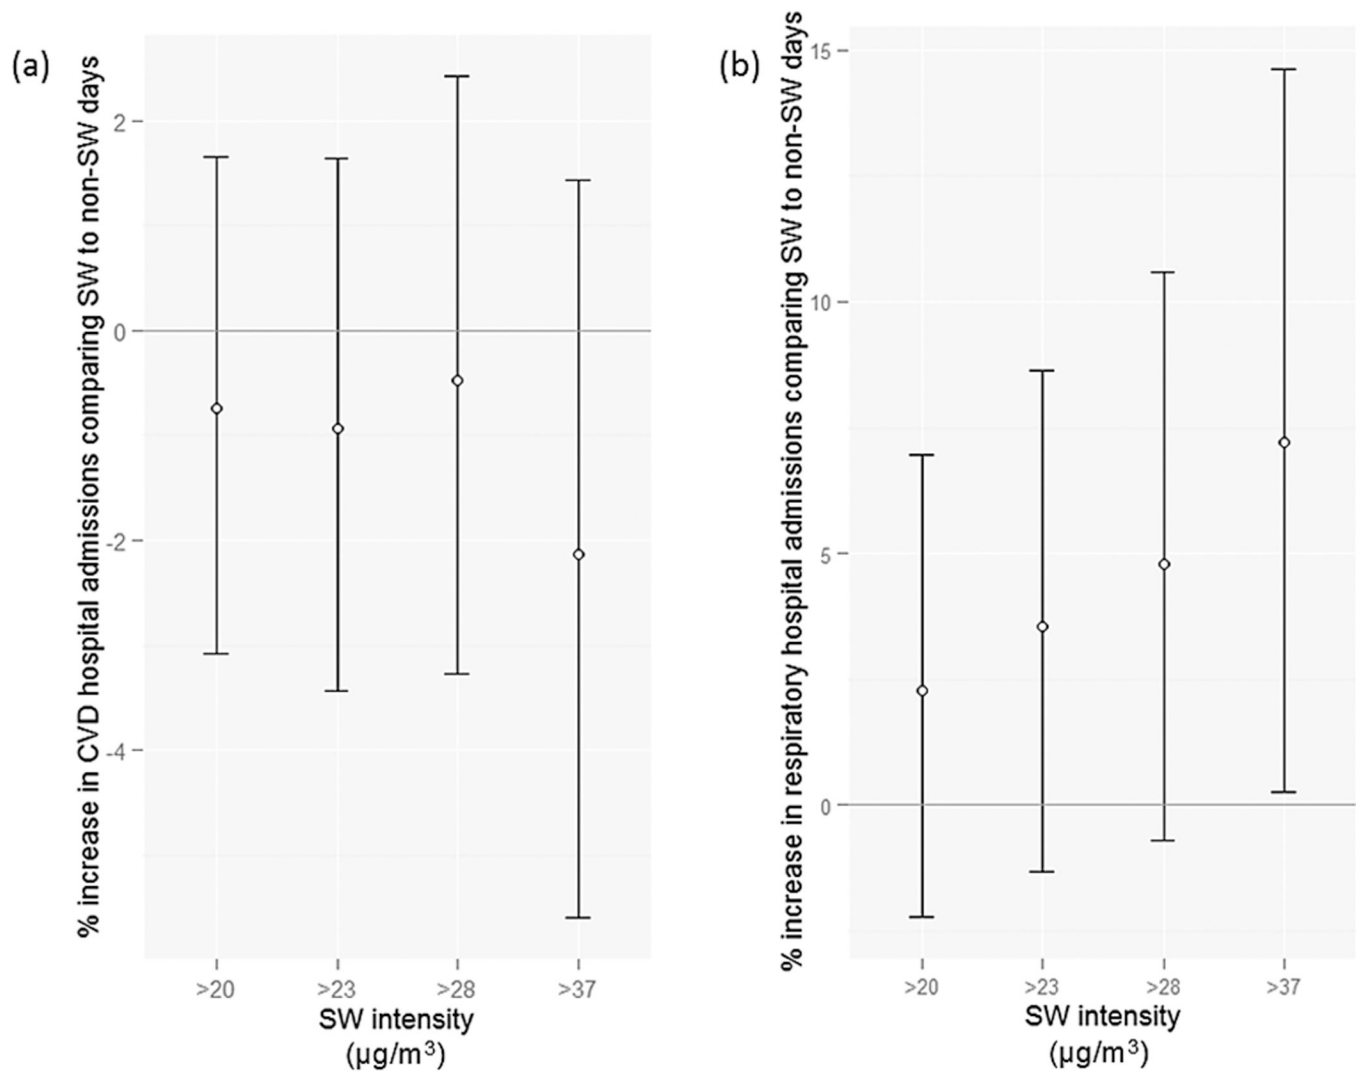 (a)
% increase in CVD hospital admissions comparing SW to non-SW days
2
0
-2
-4
>20 >23 >28 >37
SW intensity
(µg/m³)
(b)
% increase in respiratory hospital admissions comparing SW to non-SW days
15
10
5
0
>20 >23 >28 >37
SW intensity
(µg/m³)